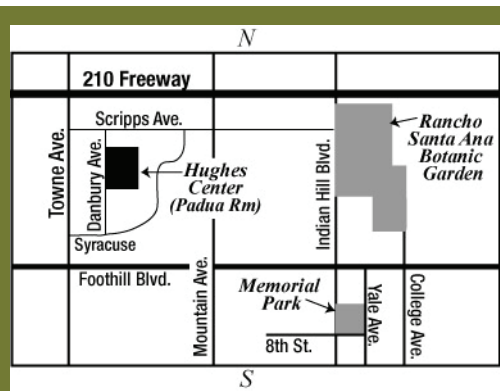 N
210 Freeway
Scripps Ave.
Towne Ave.
Danbury Ave.
Hughes
Center
(Padua Rm)
Syracuse
Indian Hill Blvd.
Rancho
Santa Ana
Botanic
Garden
Foothill Blvd.
Mountain Ave.
Memorial
Park
8th St.
Yale Ave.
College Ave.
S